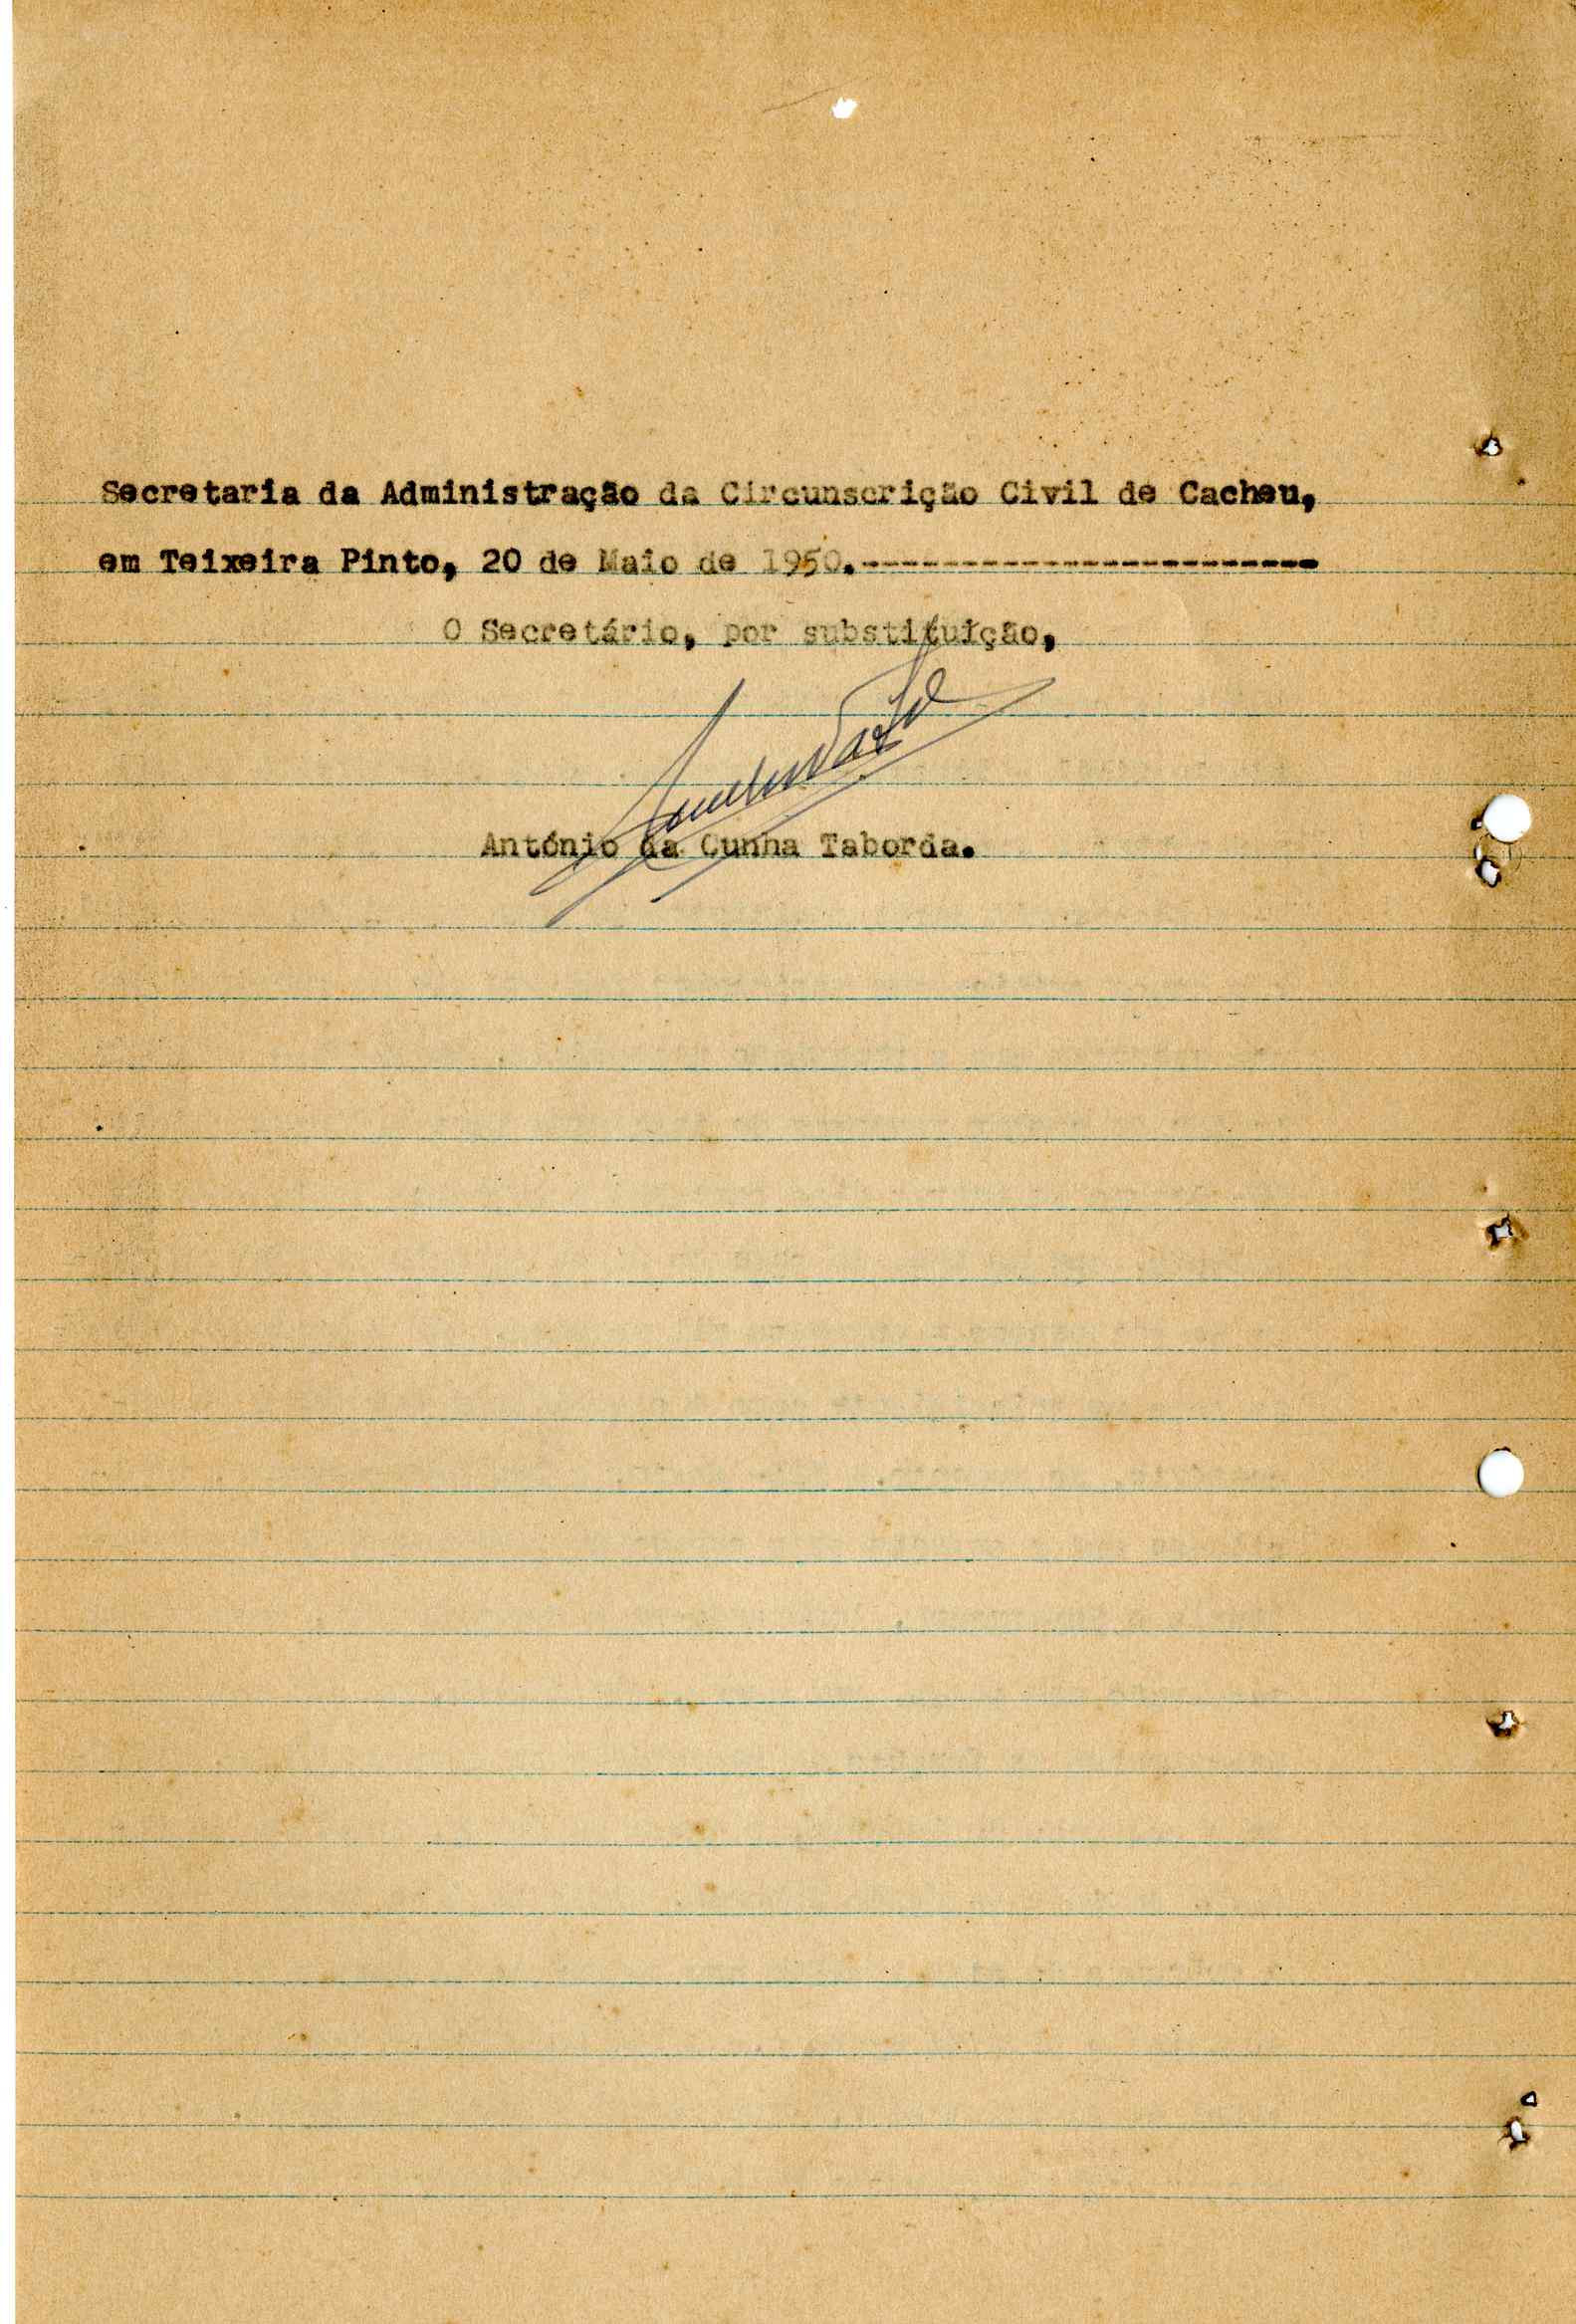 Secretaria da Administração da Circunscrição Civil de Cacheu,
em Teixeira Pinto, 20 de Maio de 1950.------------------------
O Secretário, por substituição,
António da Cunha Taborda.